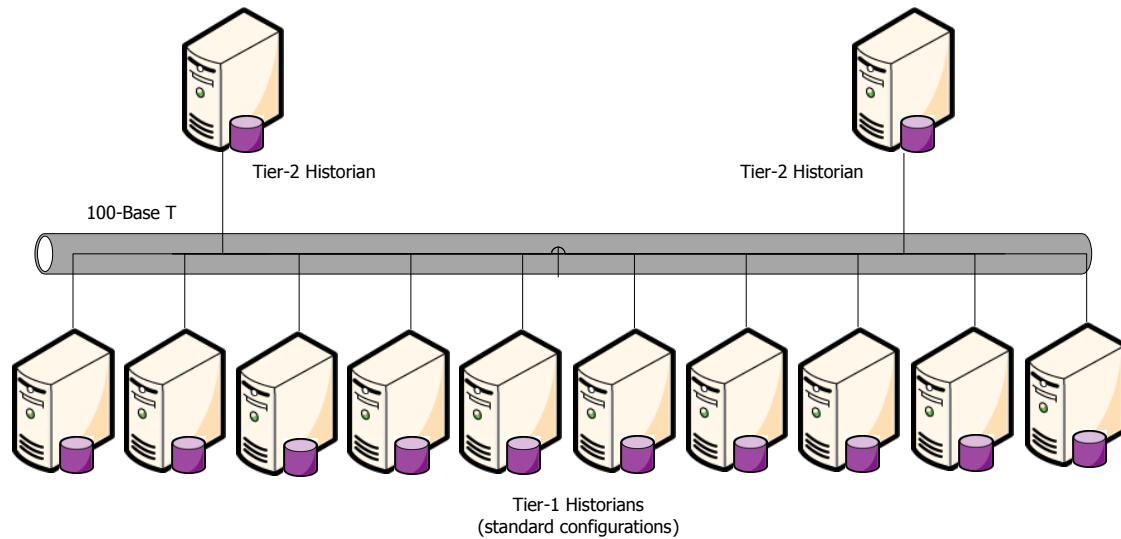 Tier-2 Historian
Tier-2 Historian
100-Base T
Tier-1 Historians
(standard configurations)